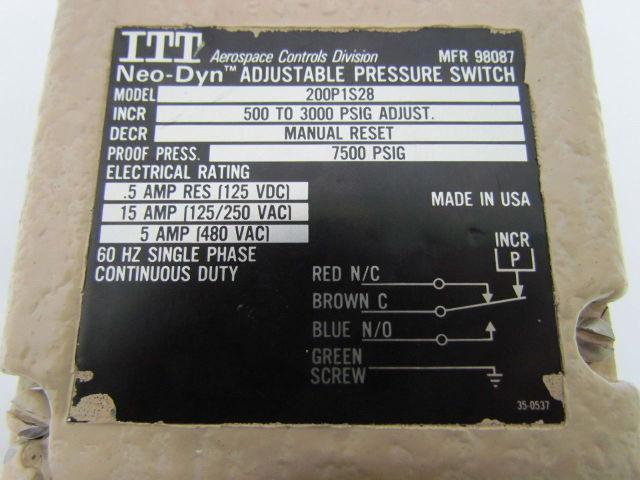 ITT Aerospace Controls Division MFR 98087
Neo-Dyn™ ADJUSTABLE PRESSURE SWITCH
MODEL 200P1S28
INCR 500 TO 3000 PSIG ADJUST.
DECR MANUAL RESET
PROOF PRESS. 7500 PSIG
ELECTRICAL RATING
.5 AMP RES (125 VDC)
15 AMP (125/250 VAC)
5 AMP (480 VAC)
60 HZ SINGLE PHASE
CONTINUOUS DUTY
MADE IN USA
INCR
P
RED N/C
BROWN C
BLUE N/O
GREEN
SCREW
35-0537